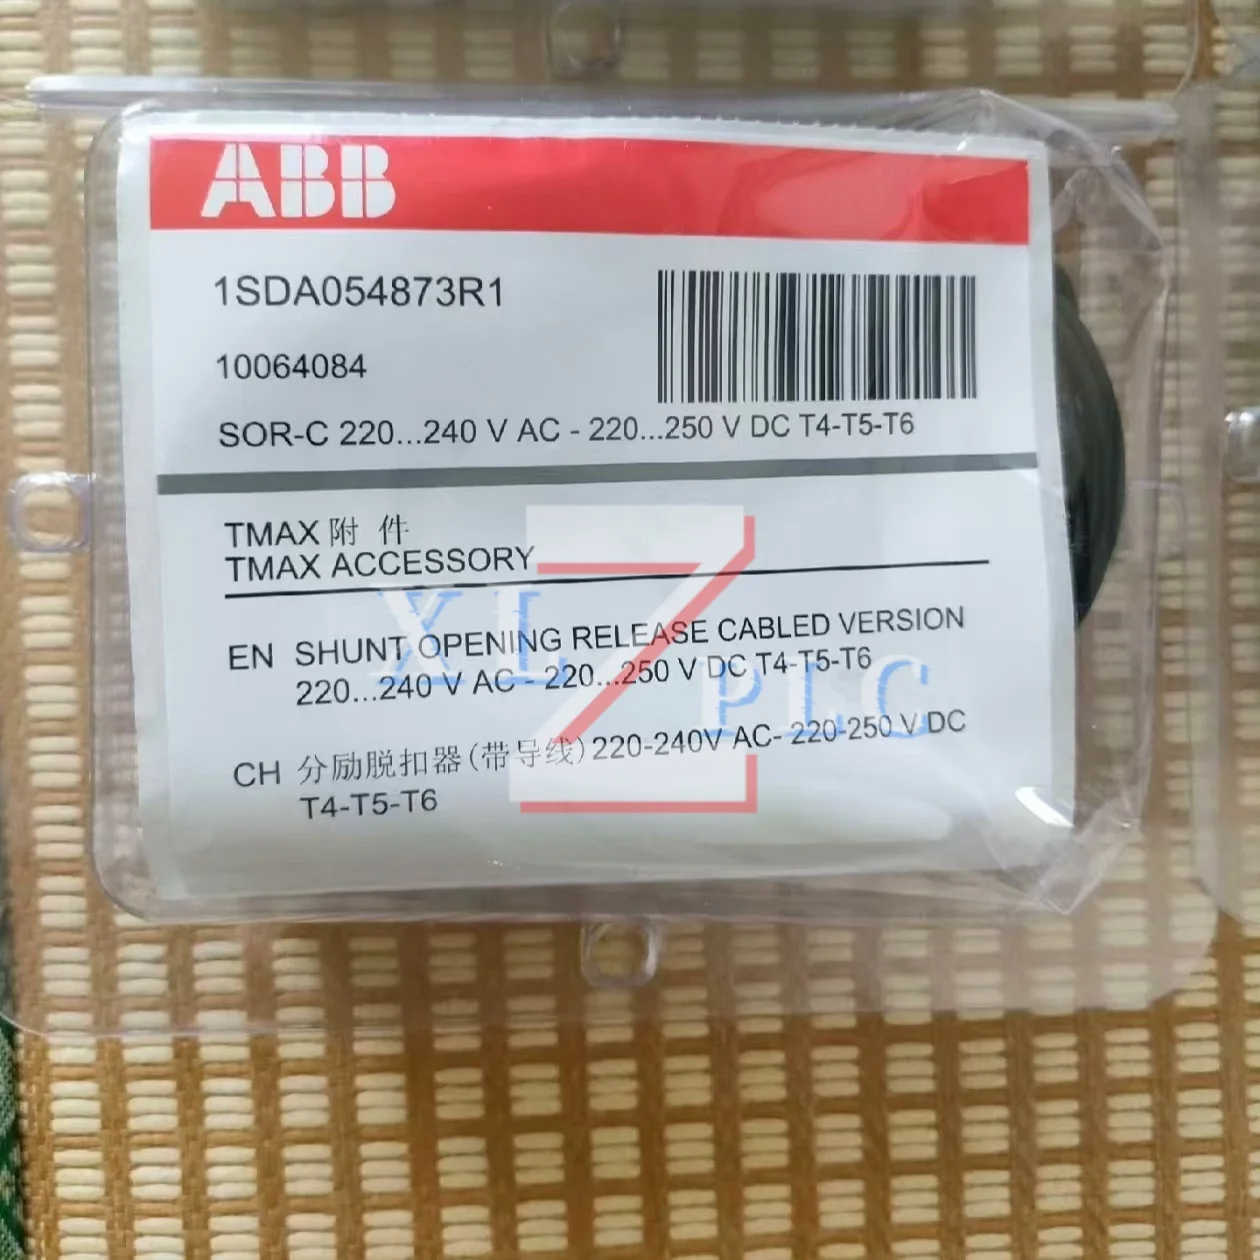 ABB
1SDA054873R1
10064084
SOR-C 220...240 V AC - 220...250 V DC T4-T5-T6
TMAX 附 件
TMAX ACCESSORY
EN SHUNT OPENING RELEASE CABLED VERSION
220...240 V AC - 220...250 V DC T4-T5-T6
CH 分励脱扣器(带导线)220-240V AC- 220-250 V DC
T4-T5-T6
XLZPLC